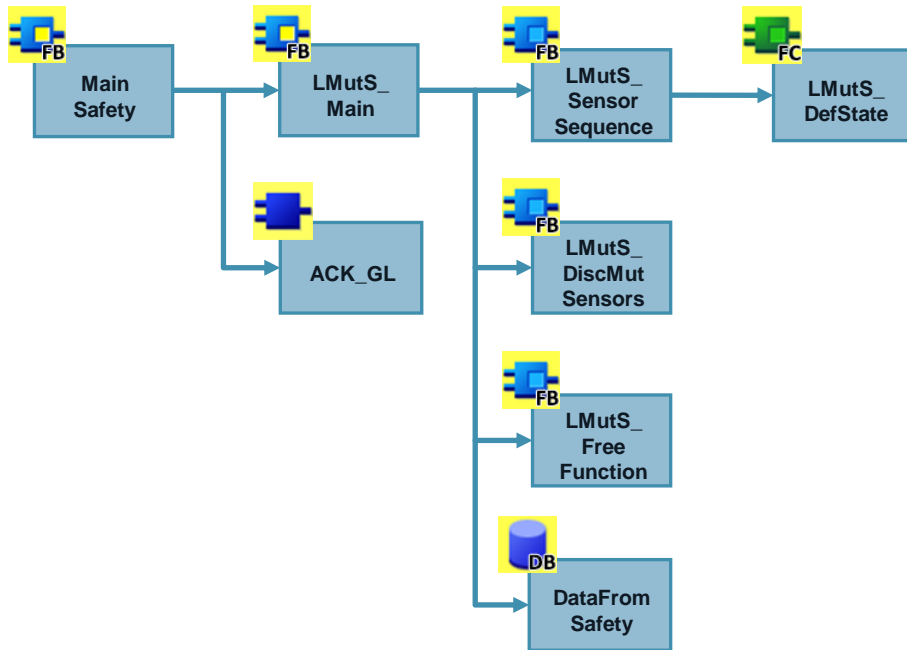 FB
Main
Safety
FB
LMutS_
Main
FB
LMutS_
Sensor
Sequence
FC
LMutS_
DefState
ACK_GL
FB
LMutS_
DiscMut
Sensors
FB
LMutS_
Free
Function
DB
DataFrom
Safety